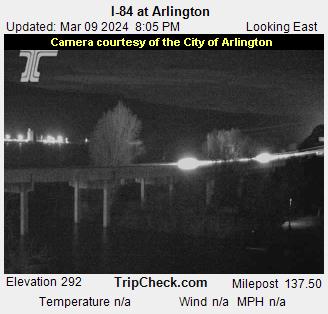 I-84 at Arlington
Updated: Mar 09 2024 8:05 PM Looking East
Camera courtesy of the City of Arlington
Elevation 292 TripCheck.com Milepost 137.50
Temperature n/a Wind n/a MPH n/a